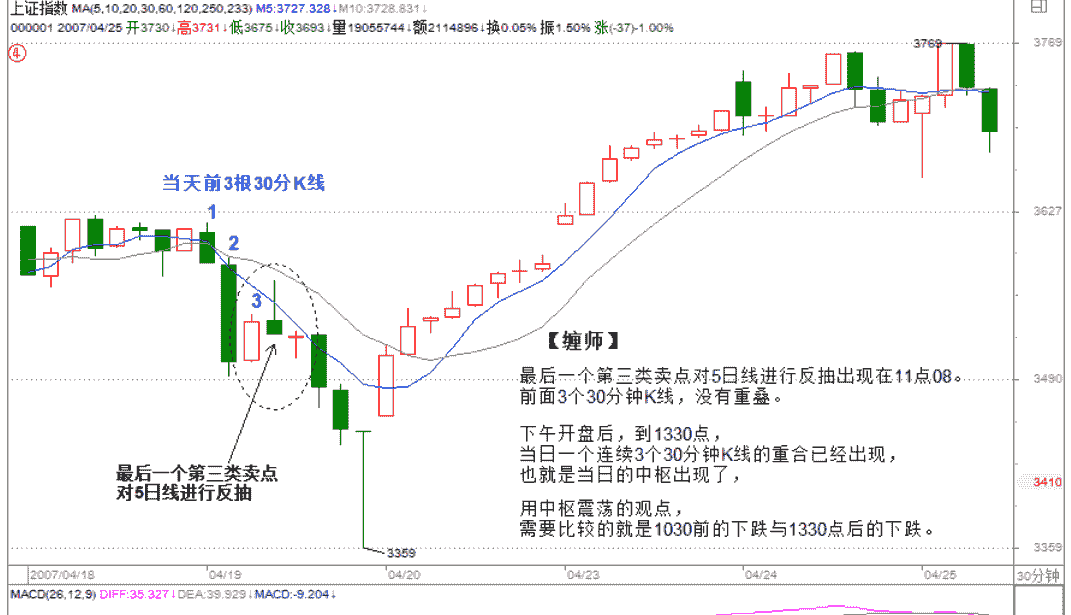 上证指数 MA(5,10,20,30,60,120,250,233) M5:3727.328↓M10:3728.831↓
000001 2007/04/25 开3730↓高3731↓低3675↓收3693↓量19055744↓额2114896↓换0.05% 振1.50% 涨(-37)-1.00%
④
3769
3769
当天前3根30分K线
1
3627
2
3
【缠师】
最后一个第三类卖点对5日线进行反抽出现在11点08。
3490
前面3个30分钟K线，没有重叠。
下午开盘后，到1330点，
当日一个连续3个30分钟K线的重合已经出现，
最后一个第三类卖点
也就是当日的中枢出现了，
3410
对5日线进行反抽
用中枢震荡的观点，
需要比较的就是1030前的下跌与1330点后的下跌。
3359
3359
2007/04/18 04/19 04/20 04/23 04/24 04/25 30分钟
MACD(26,12,9) DIFF:35.327↓DEA:39.929↓MACD:-9.204↓